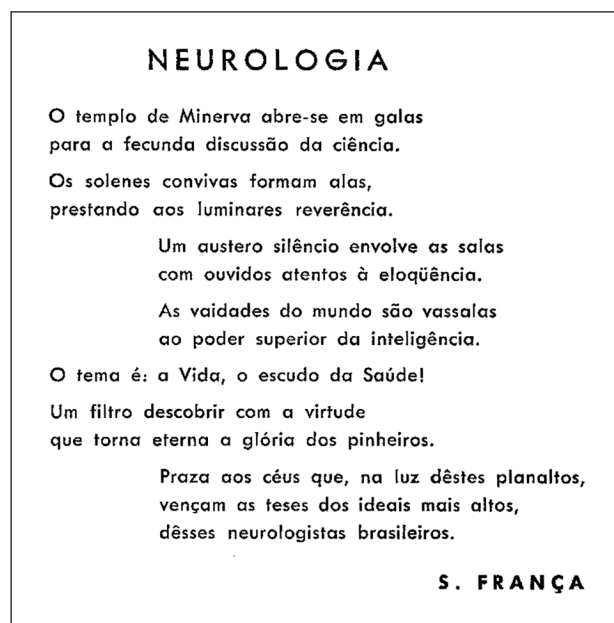 NEUROLOGIA
O templo de Minerva abre-se em galas
para a fecunda discussão da ciência.
Os solenes convivas formam alas,
prestando aos luminares reverência.
Um austero silêncio envolve as salas
com ouvidos atentos à eloqüência.
As vaidades do mundo são vassalas
ao poder superior da inteligência.
O tema é: a Vida, o escudo da Saúde!
Um filtro descobrir com a virtude
que torna eterna a glória dos pinheiros.
Praza aos céus que, na luz dêstes planaltos,
vençam as teses dos ideais mais altos,
dêsses neurologistas brasileiros.
S. FRANÇA